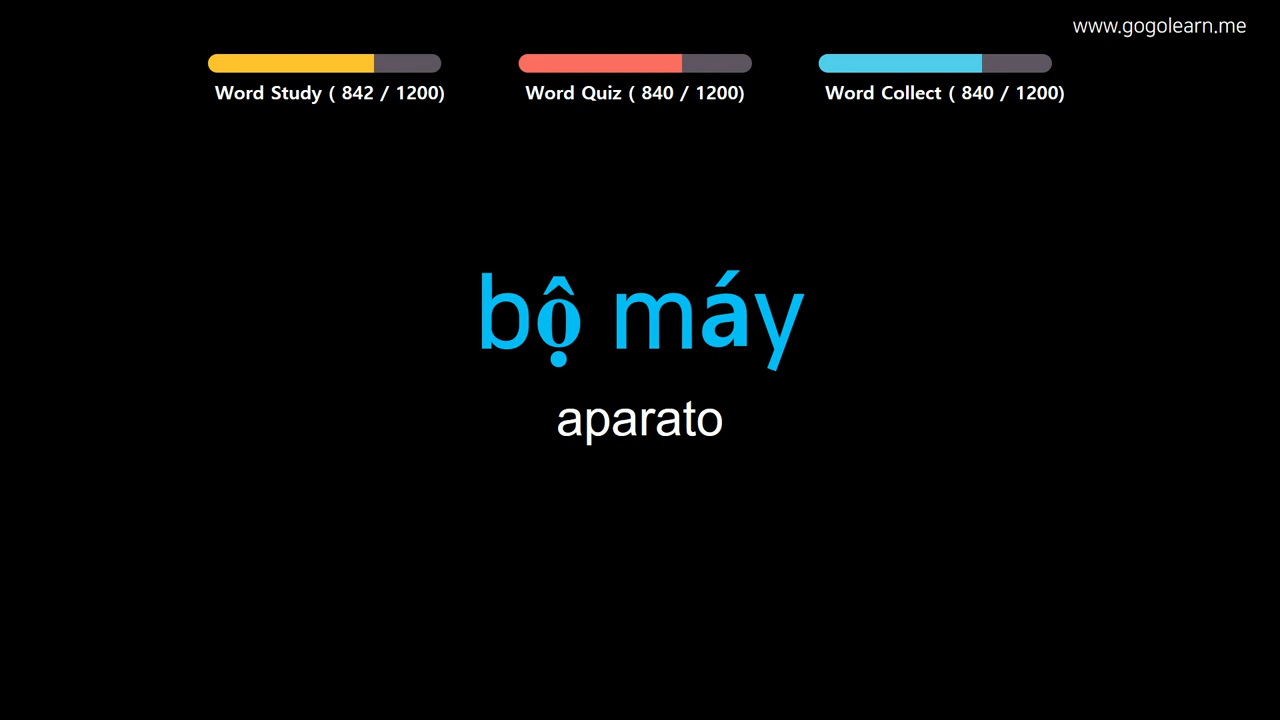 www.gogolearn.me
Word Study ( 842 / 1200)
Word Quiz ( 840 / 1200)
Word Collect ( 840 / 1200)
bộ máy
aparato